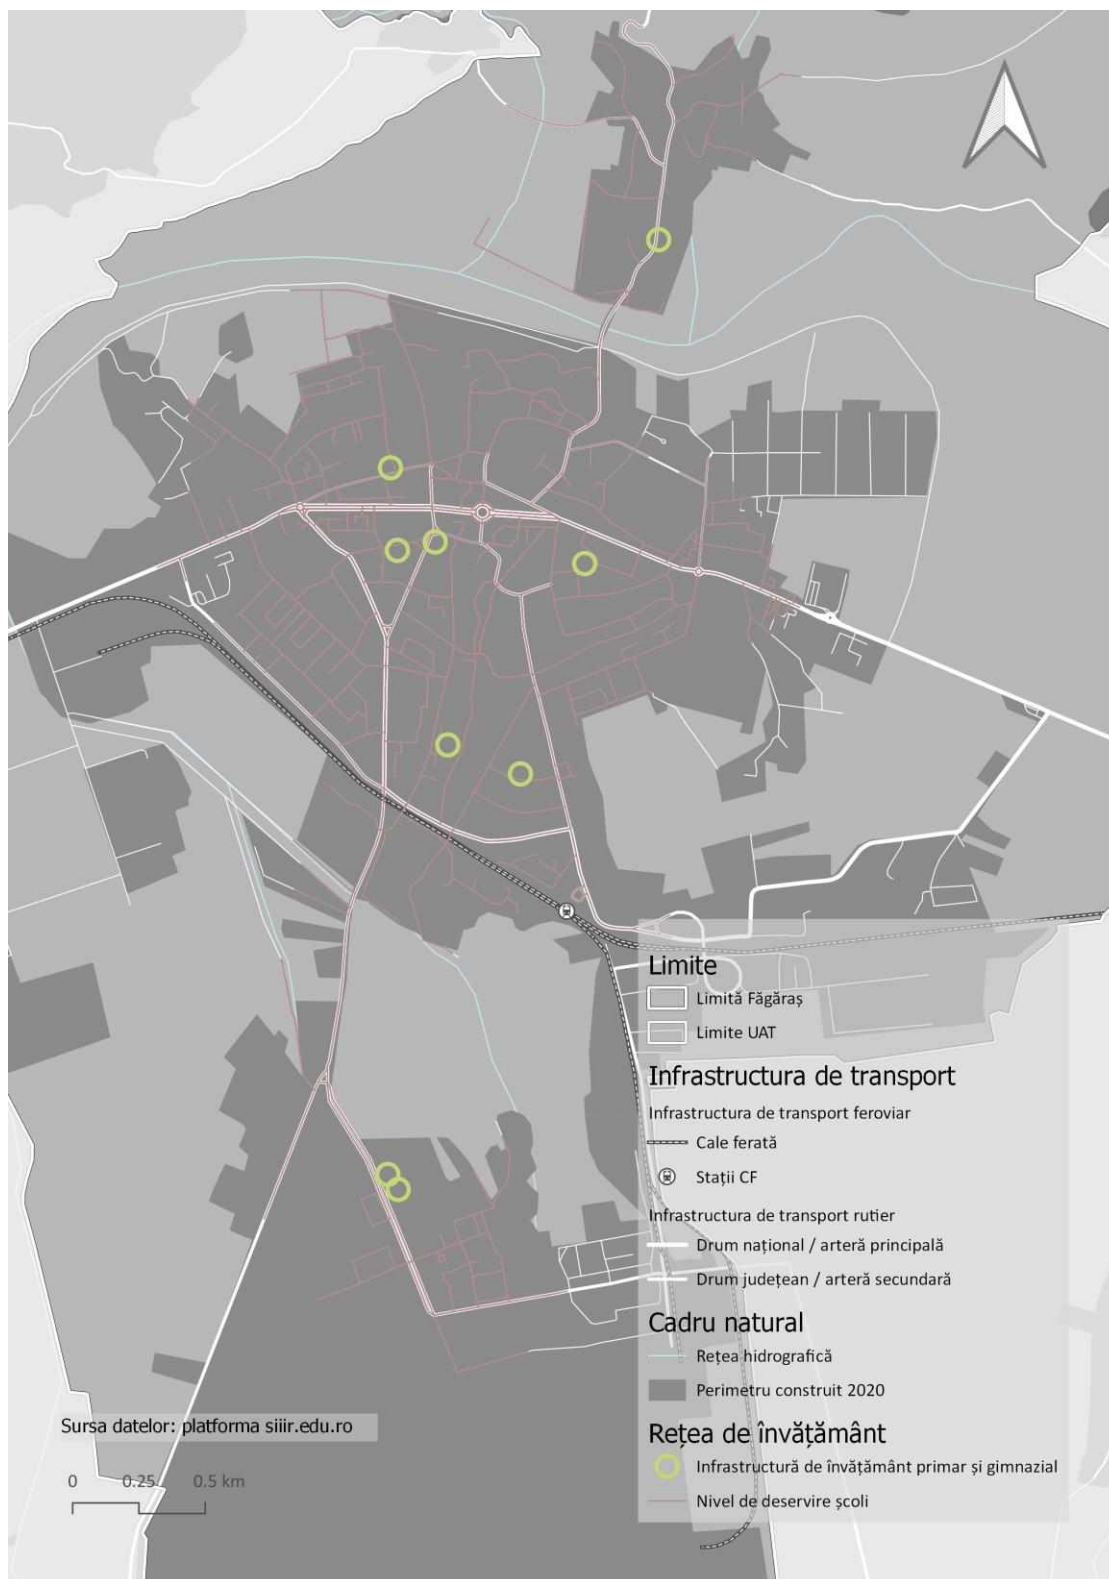 Limite
Limită Făgăraș
Limite UAT
Infrastructura de transport
Infrastructura de transport feroviar
Cale ferată
Stații CF
Infrastructura de transport rutier
Drum național / arteră principală
Drum județean / arteră secundară
Cadru natural
Rețea hidrografică
Perimetru construit 2020
Rețea de învățământ
Infrastructură de învățământ primar și gimnazial
Nivel de deservire școli
Sursa datelor: platforma siiir.edu.ro
0 0.25 0.5 km